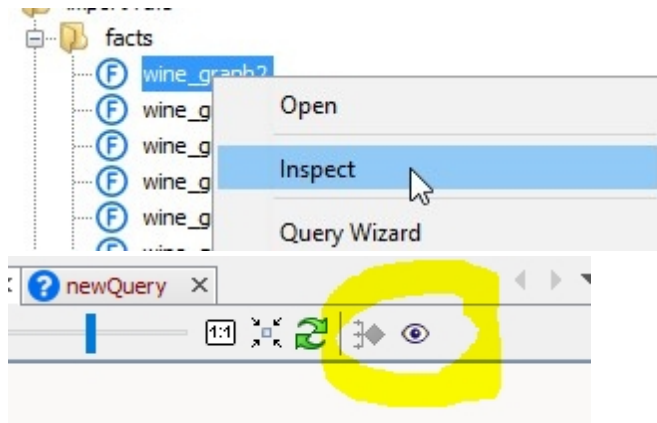 facts
F wine_graph2
Open
F wine_g
F wine_g
Inspect
F wine_g
F wine_g
Query Wizard
? newQuery
1:1